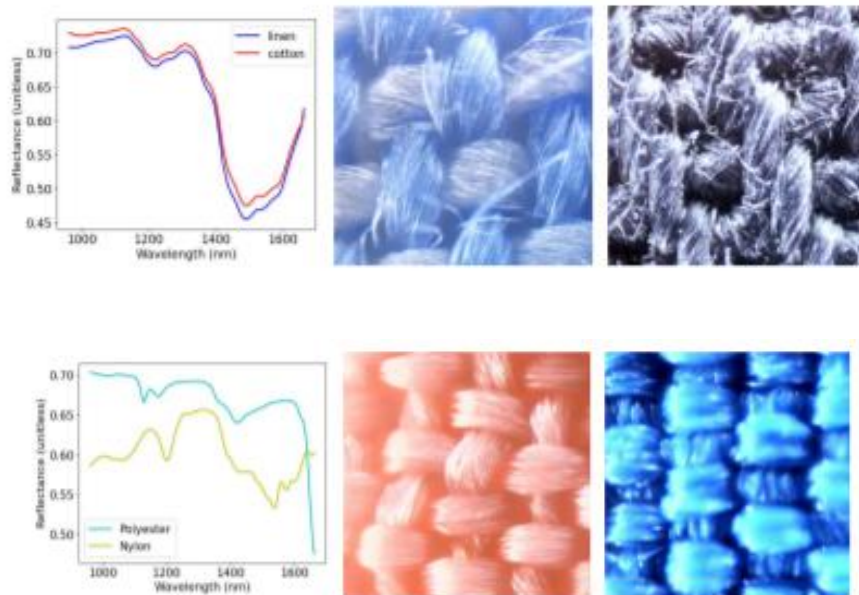 Reflectance (unitless)
0.70
0.65
0.60
0.55
0.50
0.45
linen
cotton
1000
1200
1400
1600
Wavelength (nm)
Reflectance (unitless)
0.70
0.65
0.60
0.55
0.50
Polyester
Nylon
1000
1200
1400
1600
Wavelength (nm)